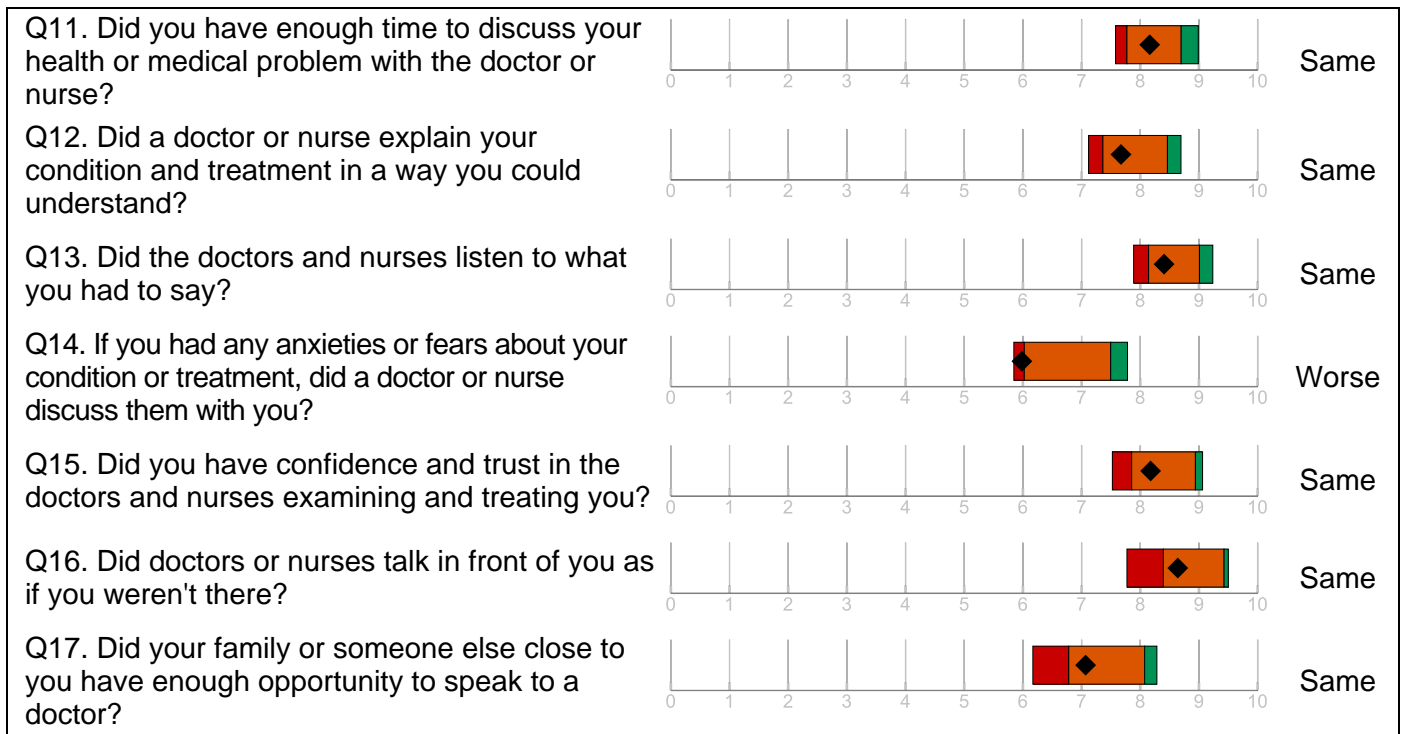 Q11. Did you have enough time to discuss your
health or medical problem with the doctor or
nurse?
0 1 2 3 4 5 6 7 8 9 10
Same
Q12. Did a doctor or nurse explain your
condition and treatment in a way you could
understand?
0 1 2 3 4 5 6 7 8 9 10
Same
Q13. Did the doctors and nurses listen to what
you had to say?
0 1 2 3 4 5 6 7 8 9 10
Same
Q14. If you had any anxieties or fears about your
condition or treatment, did a doctor or nurse
discuss them with you?
0 1 2 3 4 5 6 7 8 9 10
Worse
Q15. Did you have confidence and trust in the
doctors and nurses examining and treating you?
0 1 2 3 4 5 6 7 8 9 10
Same
Q16. Did doctors or nurses talk in front of you as
if you weren't there?
0 1 2 3 4 5 6 7 8 9 10
Same
Q17. Did your family or someone else close to
you have enough opportunity to speak to a
doctor?
0 1 2 3 4 5 6 7 8 9 10
Same